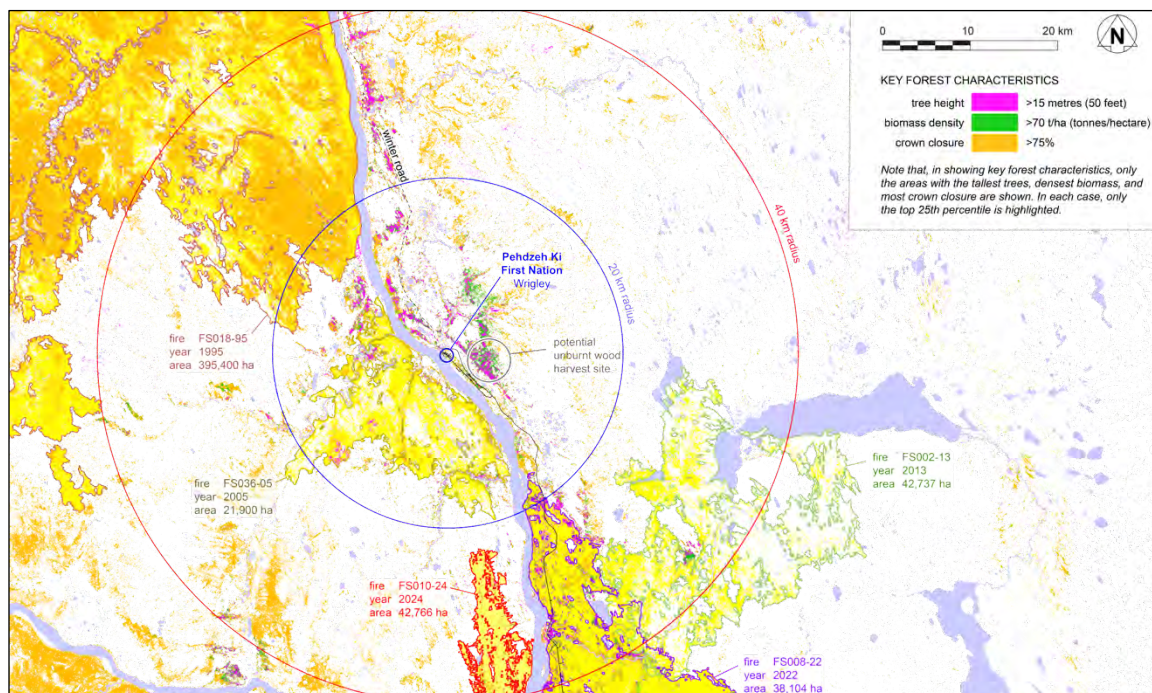 0 10 20 km
N
KEY FOREST CHARACTERISTICS
tree height >15 metres (50 feet)
biomass density >70 t/ha (tonnes/hectare)
crown closure >75%
Note that, in showing key forest characteristics, only
the areas with the tallest trees, densest biomass, and
most crown closure are shown. In each case, only
the top 25th percentile is highlighted.
winter road
40 km radius
20 km radius
Pehdzeh Ki
First Nation
Wrigley
potential
unburnt wood
harvest site
fire FS018-95
year 1995
area 395,400 ha
fire FS036-05
year 2005
area 21,900 ha
fire FS002-13
year 2013
area 42,737 ha
fire FS010-24
year 2024
area 42,766 ha
fire FS008-22
year 2022
area 38,104 ha